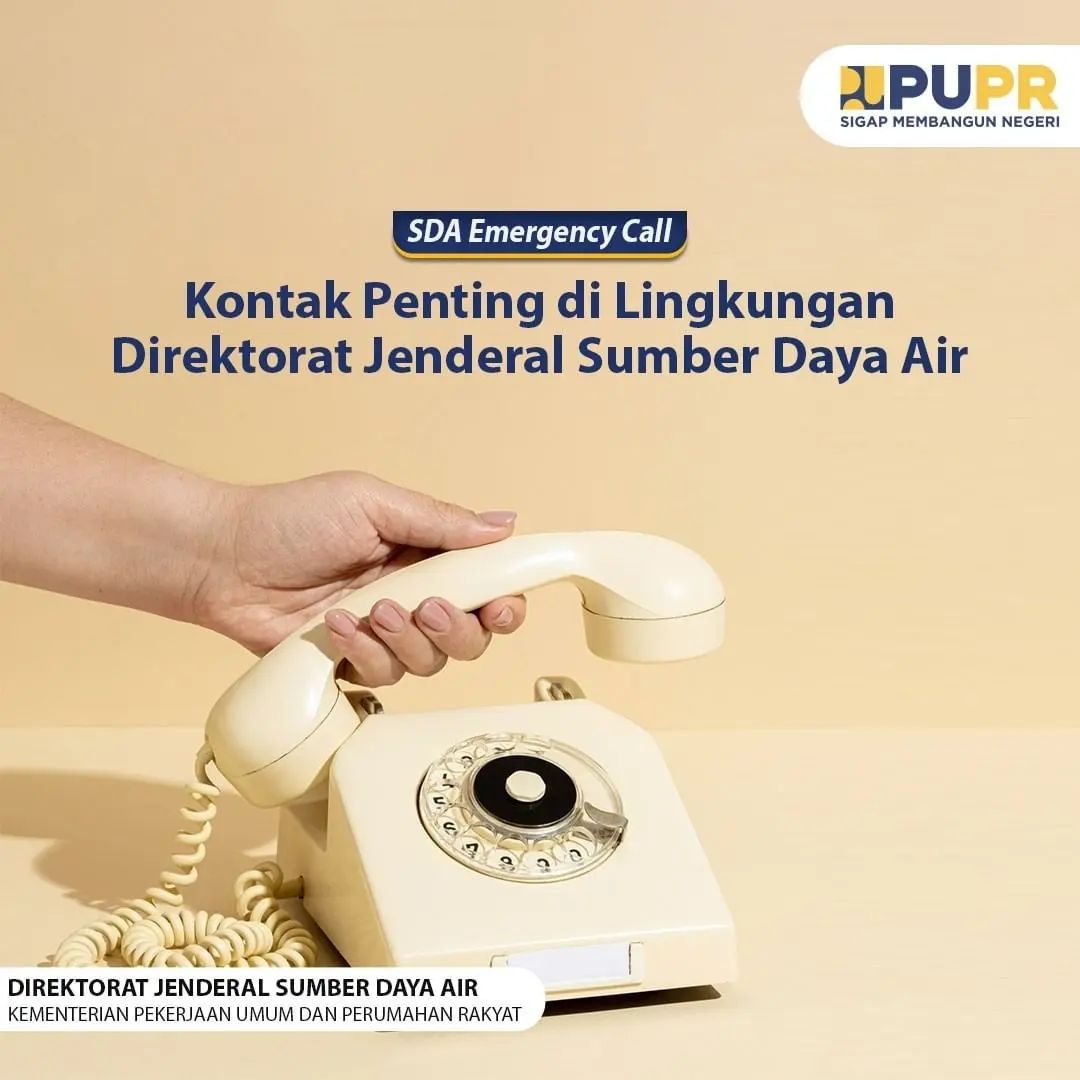 PUPR
SIGAP MEMBANGUN NEGERI
SDA Emergency Call
Kontak Penting di Lingkungan
Direktorat Jenderal Sumber Daya Air
DIREKTORAT JENDERAL SUMBER DAYA AIR
KEMENTERIAN PEKERJAAN UMUM DAN PERUMAHAN RAKYAT